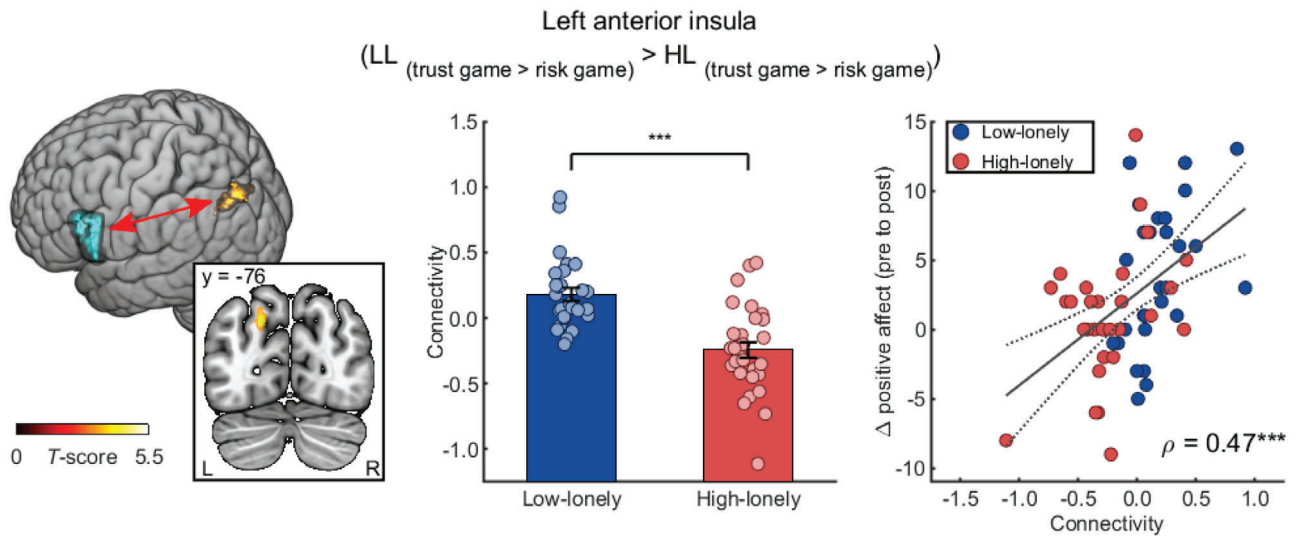 Left anterior insula
(LL (trust game > risk game) > HL (trust game > risk game))
y = -76
L
R
0
T-score
5.5
Connectivity
1.5
1.0
0.5
0.0
-0.5
-1.0
***
Low-lonely
High-lonely
Δ positive affect (pre to post)
15
10
5
0
-5
-10
Low-lonely
High-lonely
ρ = 0.47***
-1.5
-1.0
-0.5
0.0
0.5
1.0
Connectivity